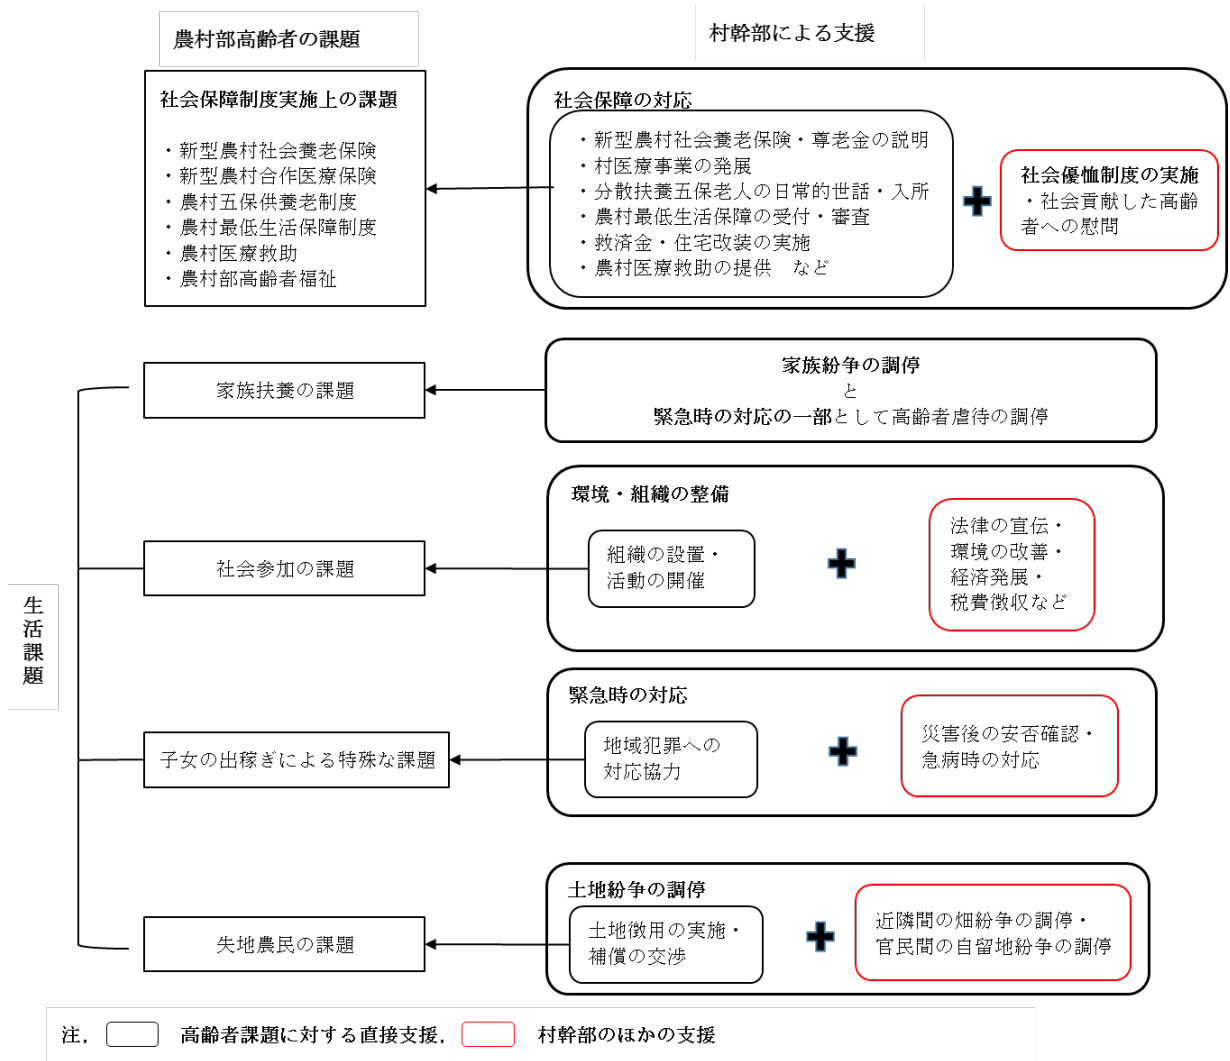 農村部高齢者の課題
村幹部による支援
社会保障制度実施上の課題
・新型農村社会養老保険
・新型農村合作医療保険
・農村五保供養老制度
・農村最低生活保障制度
・農村医療救助
・農村部高齢者福祉
社会保障の対応
・新型農村社会養老保険・尊老金の説明
・村医療事業の発展
・分散扶養五保老人の日常的世話・入所
・農村最低生活保障の受付・審査
・救済金・住宅改装の実施
・農村医療救助の提供　など
社会優恤制度の実施
・社会貢献した高齢
者への慰問
生活課題
家族扶養の課題
家族紛争の調停
と
緊急時の対応の一部として高齢者虐待の調停
社会参加の課題
環境・組織の整備
組織の設置・
活動の開催
法律の宣伝・
環境の改善・
経済発展・
税費徴収など
子女の出稼ぎによる特殊な課題
緊急時の対応
地域犯罪への
対応協力
災害後の安否確認・
急病時の対応
失地農民の課題
土地紛争の調停
土地徴用の実施・
補償の交渉
近隣間の畑紛争の調停・
官民間の自留地紛争の調停
注，　高齢者課題に対する直接支援，　村幹部のほかの支援